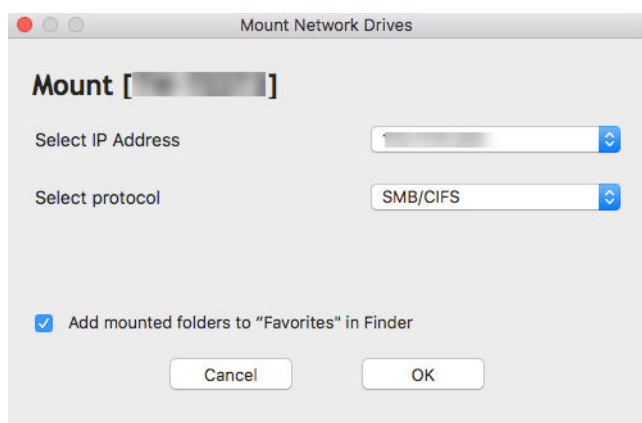 Mount Network Drives
Mount [ ]
Select IP Address
Select protocol SMB/CIFS
Add mounted folders to “Favorites" in Finder
Cancel OK